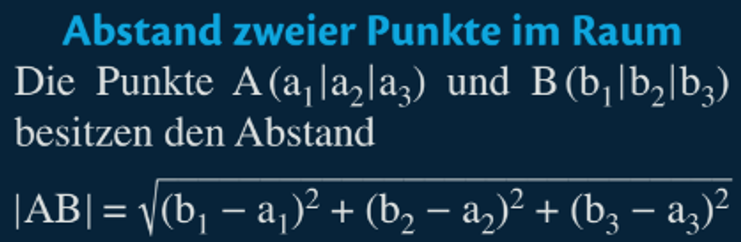 Abstand zweier Punkte im Raum
Die Punkte A(a₁|a₂|a₃) und B(b₁|b₂|b₃)
besitzen den Abstand
|AB| = √(b₁ − a₁)² + (b₂ − a₂)² + (b₃ − a₃)²